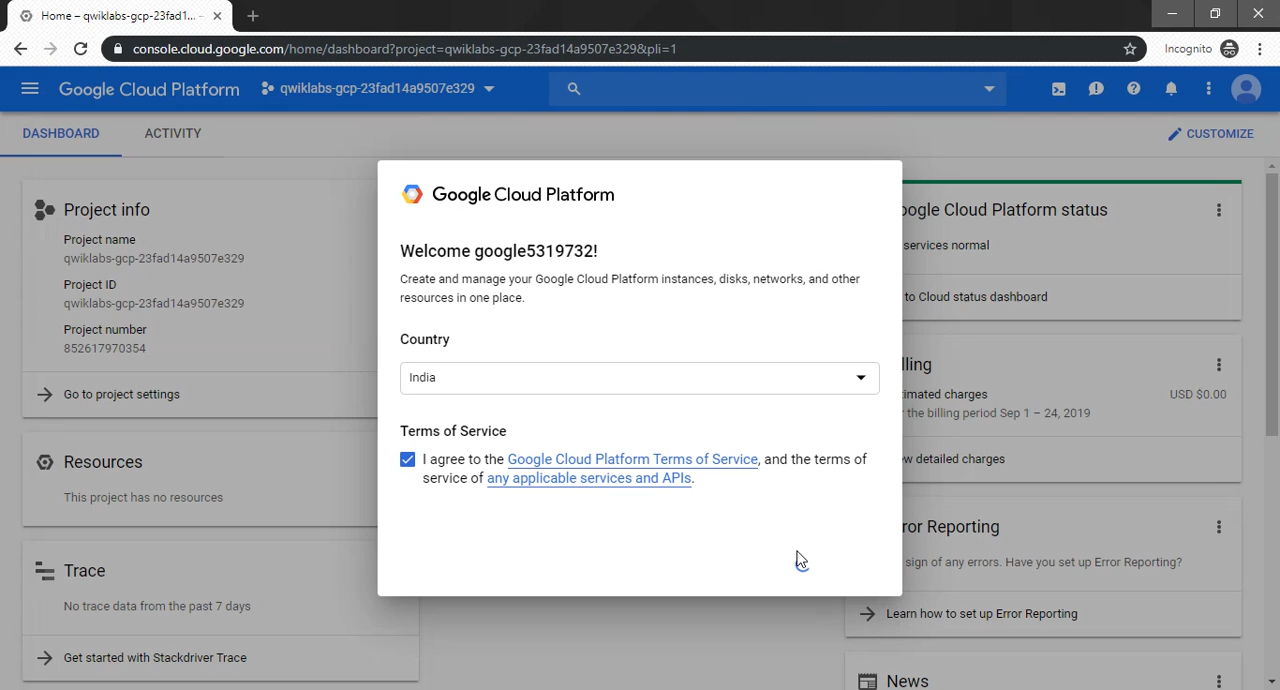 Home – qwiklabs-gcp-23fad1...
console.cloud.google.com/home/dashboard?project=qwiklabs-gcp-23fad14a9507e329&pli=1
Incognito
Google Cloud Platform
qwiklabs-gcp-23fad14a9507e329
DASHBOARD
ACTIVITY
CUSTOMIZE
Project info
Project name
qwiklabs-gcp-23fad14a9507e329
Project ID
qwiklabs-gcp-23fad14a9507e329
Project number
852617970354
Go to project settings
Resources
This project has no resources
Trace
No trace data from the past 7 days
Get started with Stackdriver Trace
Google Cloud Platform
Welcome google5319732!
Create and manage your Google Cloud Platform instances, disks, networks, and other
resources in one place.
Country
India
Terms of Service
I agree to the Google Cloud Platform Terms of Service, and the terms of
service of any applicable services and APIs.
oogle Cloud Platform status
services normal
to Cloud status dashboard
lling
timated charges
USD $0.00
the billing period Sep 1 – 24, 2019
ew detailed charges
ror Reporting
sign of any errors. Have you set up Error Reporting?
Learn how to set up Error Reporting
News